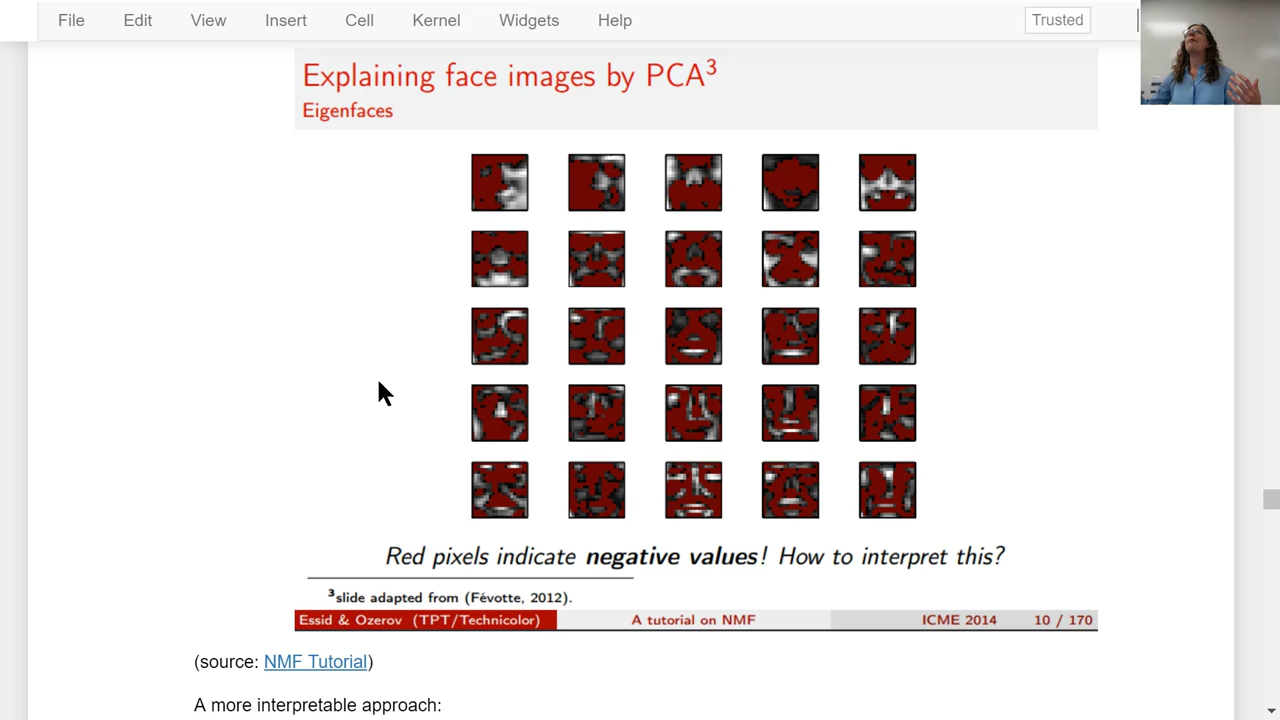 File Edit View Insert Cell Kernel Widgets Help Trusted
Explaining face images by PCA³
Eigenfaces
Red pixels indicate negative values! How to interpret this?
³slide adapted from (Févotte, 2012).
Essid & Ozerov (TPT/Technicolor) A tutorial on NMF ICME 2014 10 / 170
(source: NMF Tutorial)
A more interpretable approach: